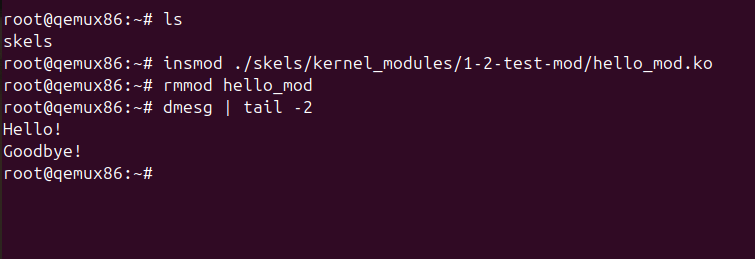 root@qemux86:~# ls
skels
root@qemux86:~# insmod ./skels/kernel_modules/1-2-test-mod/hello_mod.ko
root@qemux86:~# rmmod hello_mod
root@qemux86:~# dmesg | tail -2
Hello!
Goodbye!
root@qemux86:~#